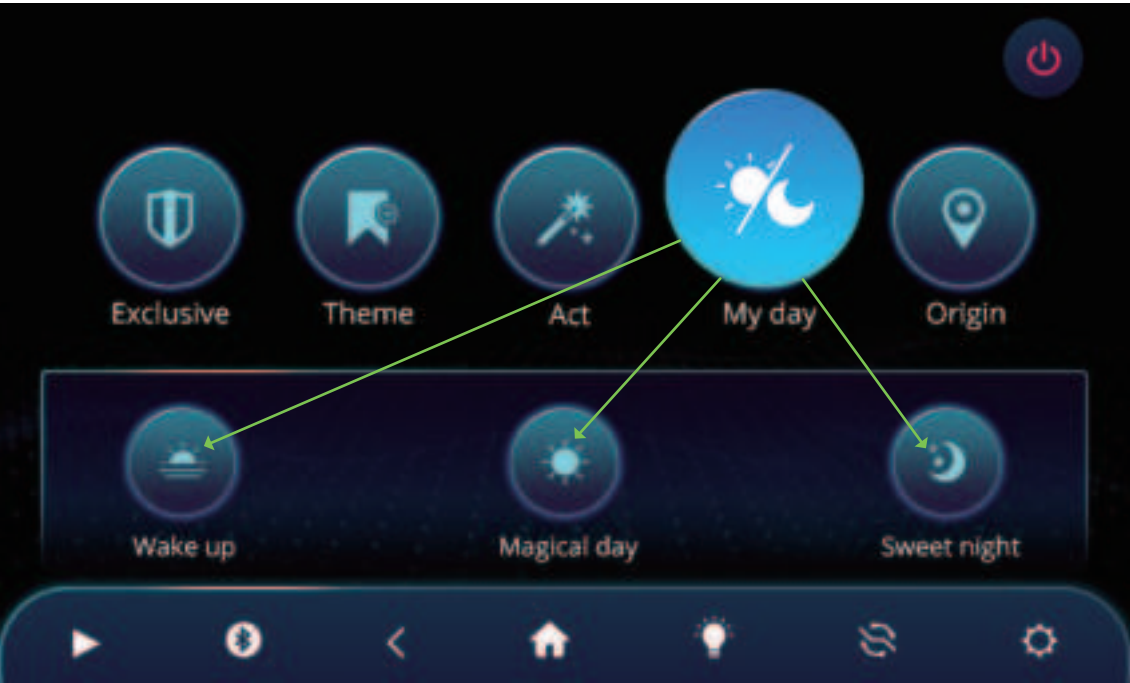 Exclusive
Theme
Act
My day
Origin
Wake up
Magical day
Sweet night